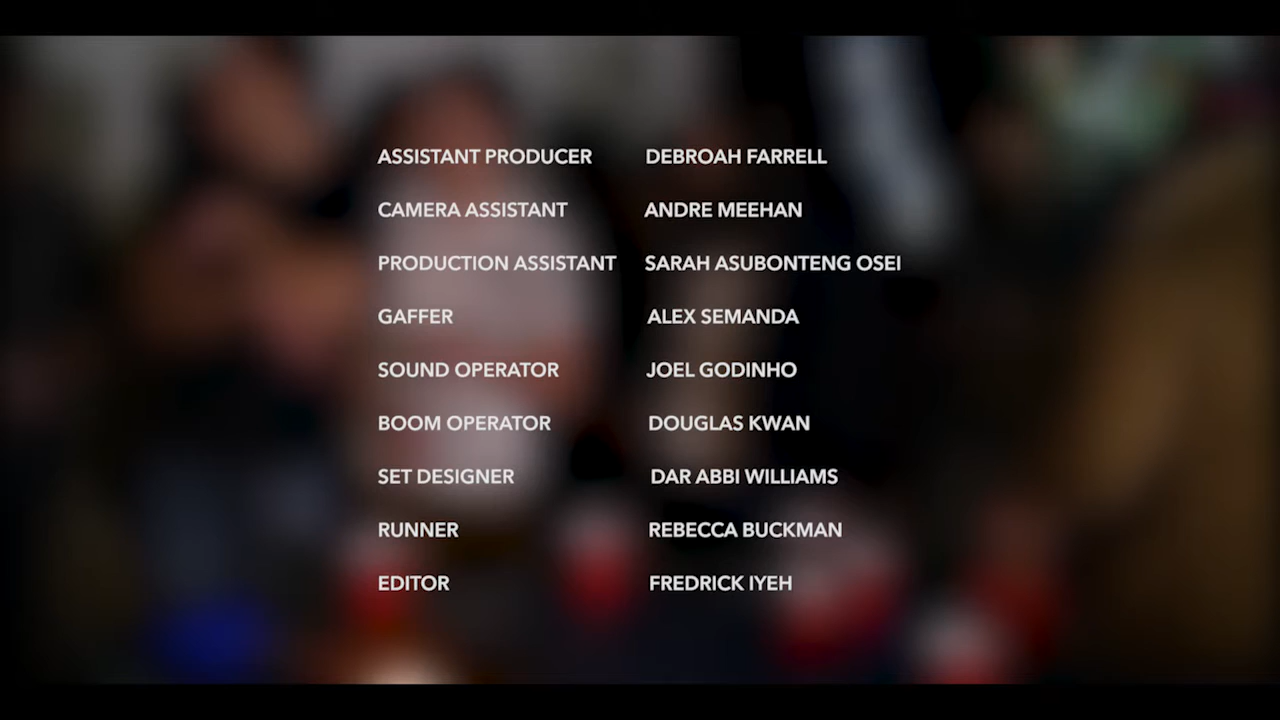 ASSISTANT PRODUCER DEBROAH FARRELL
CAMERA ASSISTANT ANDRE MEEHAN
PRODUCTION ASSISTANT SARAH ASUBONTENG OSEI
GAFFER ALEX SEMANDA
SOUND OPERATOR JOEL GODINHO
BOOM OPERATOR DOUGLAS KWAN
SET DESIGNER DAR ABBI WILLIAMS
RUNNER REBECCA BUCKMAN
EDITOR FREDRICK IYEH